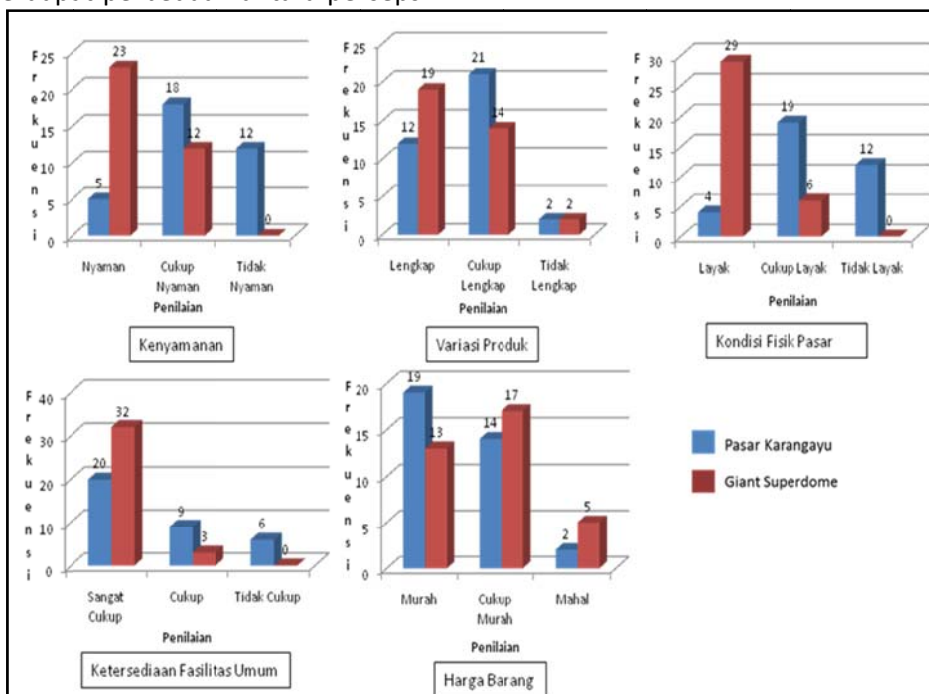 Frekuensi
25
20
15
10
5
0
5 23 18 12 12 0
Nyaman Cukup Nyaman Tidak Nyaman
Penilaian
Kenyamanan
Frekuensi
25
20
15
10
5
0
12 19 21 14 2 2
Lengkap Cukup Lengkap Tidak Lengkap
Penilaian
Variasi Produk
Frekuensi
30
25
20
15
10
5
0
4 29 19 6 12 0
Layak Cukup Layak Tidak Layak
Penilaian
Kondisi Fisik Pasar
Frekuensi
40
30
20
10
0
20 32 9 3 6 0
Sangat Cukup Cukup Tidak Cukup
Penilaian
Ketersediaan Fasilitas Umum
Frekuensi
20
15
10
5
0
19 13 14 17 2 5
Murah Cukup Murah Mahal
Penilaian
Harga Barang
Pasar Karangayu
Giant Superdome